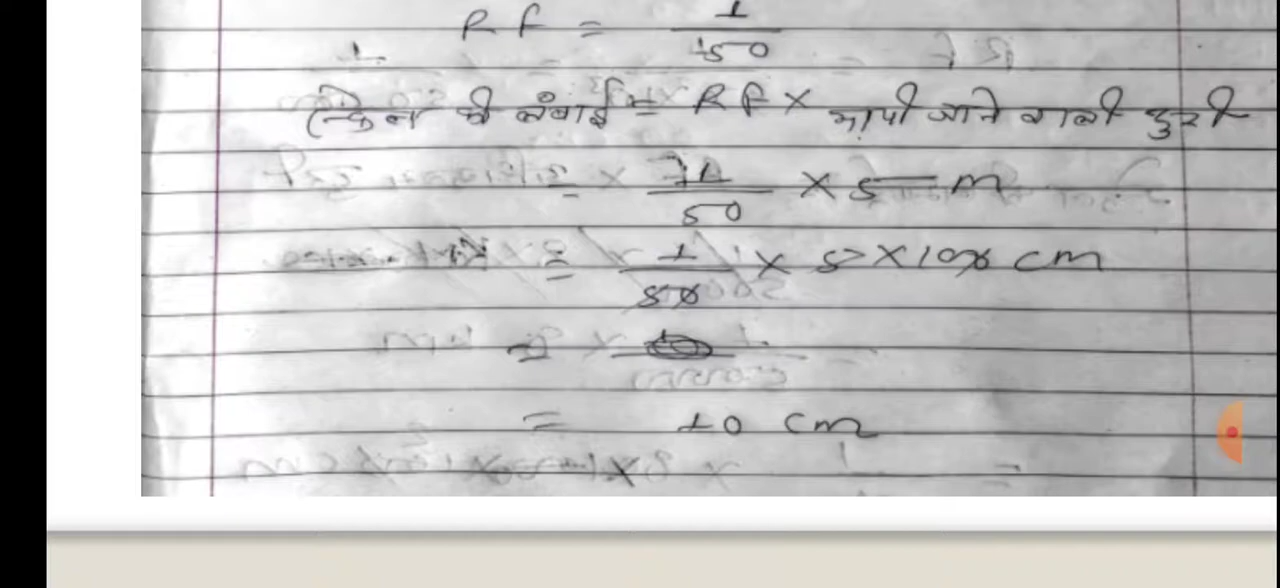 RF = 1/50
स्केल की लंबाई = RF × मापी जाने वाली दुरी
= 1/50 × 5 m
= 1/50 × 5 × 100 cm
= 10 cm